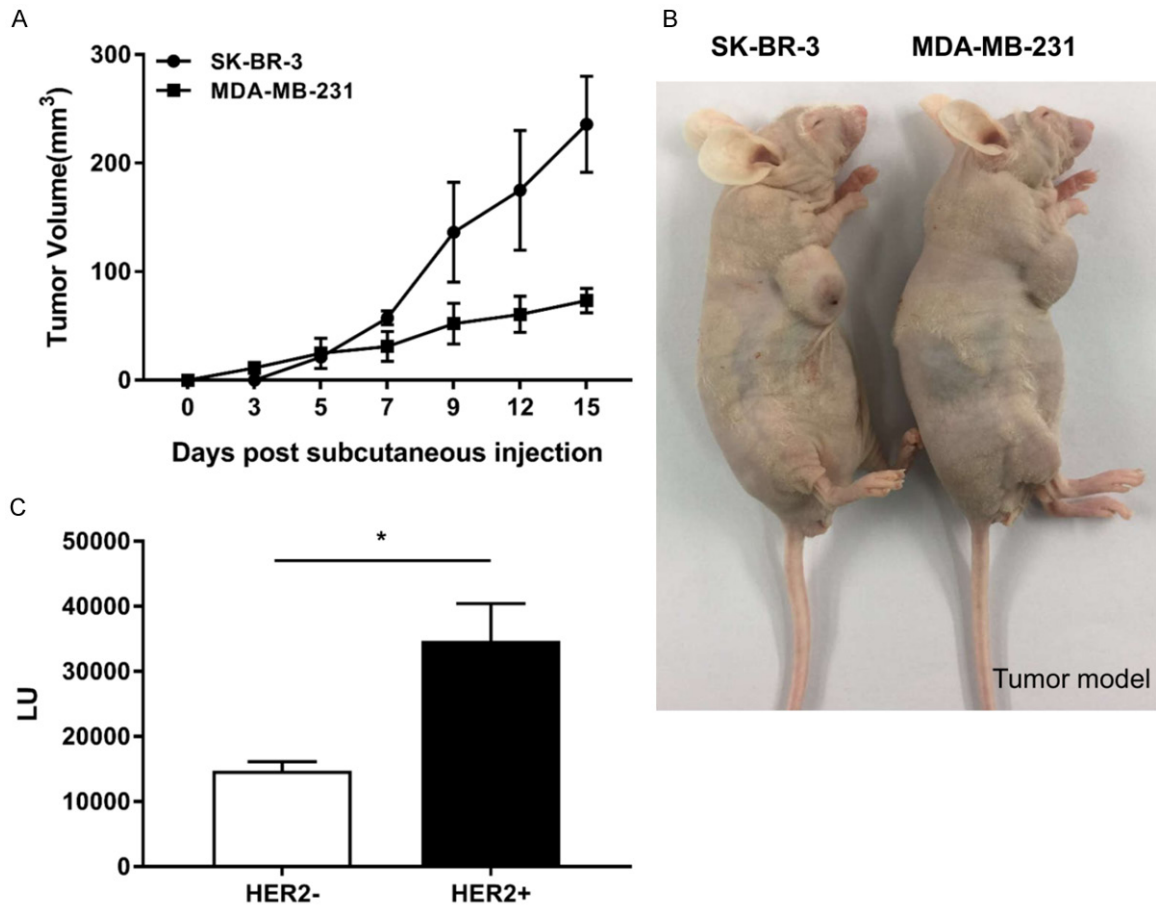 A
300
200
100
0
Tumor Volume(mm³)
SK-BR-3
MDA-MB-231
0 3 5 7 9 12 15
Days post subcutaneous injection
B
SK-BR-3 MDA-MB-231
Tumor model
C
50000
40000
30000
20000
10000
0
LU
*
HER2- HER2+